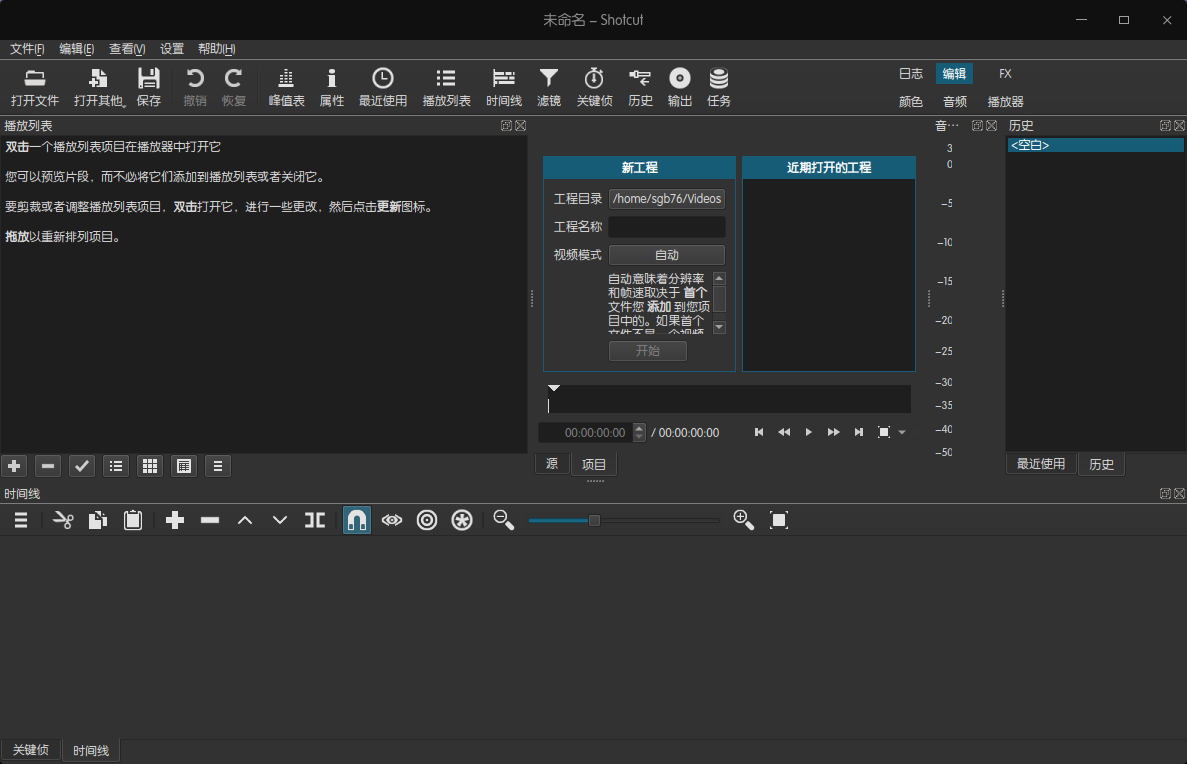 未命名 – Shotcut
文件(F) 编辑(E) 查看(V) 设置 帮助(H)
打开文件 打开其他. 保存 撤销 恢复 峰值表 属性 最近使用 播放列表 时间线 滤镜 关键侦 历史 输出 任务
日志 编辑 FX
颜色 音频 播放器
播放列表
双击一个播放列表项目在播放器中打开它
您可以预览片段，而不必将它们添加到播放列表或者关闭它。
要剪裁或者调整播放列表项目，双击打开它，进行一些更改，然后点击更新图标。
拖放以重新排列项目。
新工程
工程目录 /home/sgb76/Videos
工程名称
视频模式 自动
自动意味着分辨率
和帧速取决于 首个
文件您 添加 到您项
目中的。如果首个
文件不是一个视频
开始
近期打开的工程
00:00:00:00 / 00:00:00:00
源 项目
音…
3
0
-5
-10
-15
-20
-25
-30
-35
-40
-50
历史
<空白>
最近使用 历史
时间线
关键侦 时间线